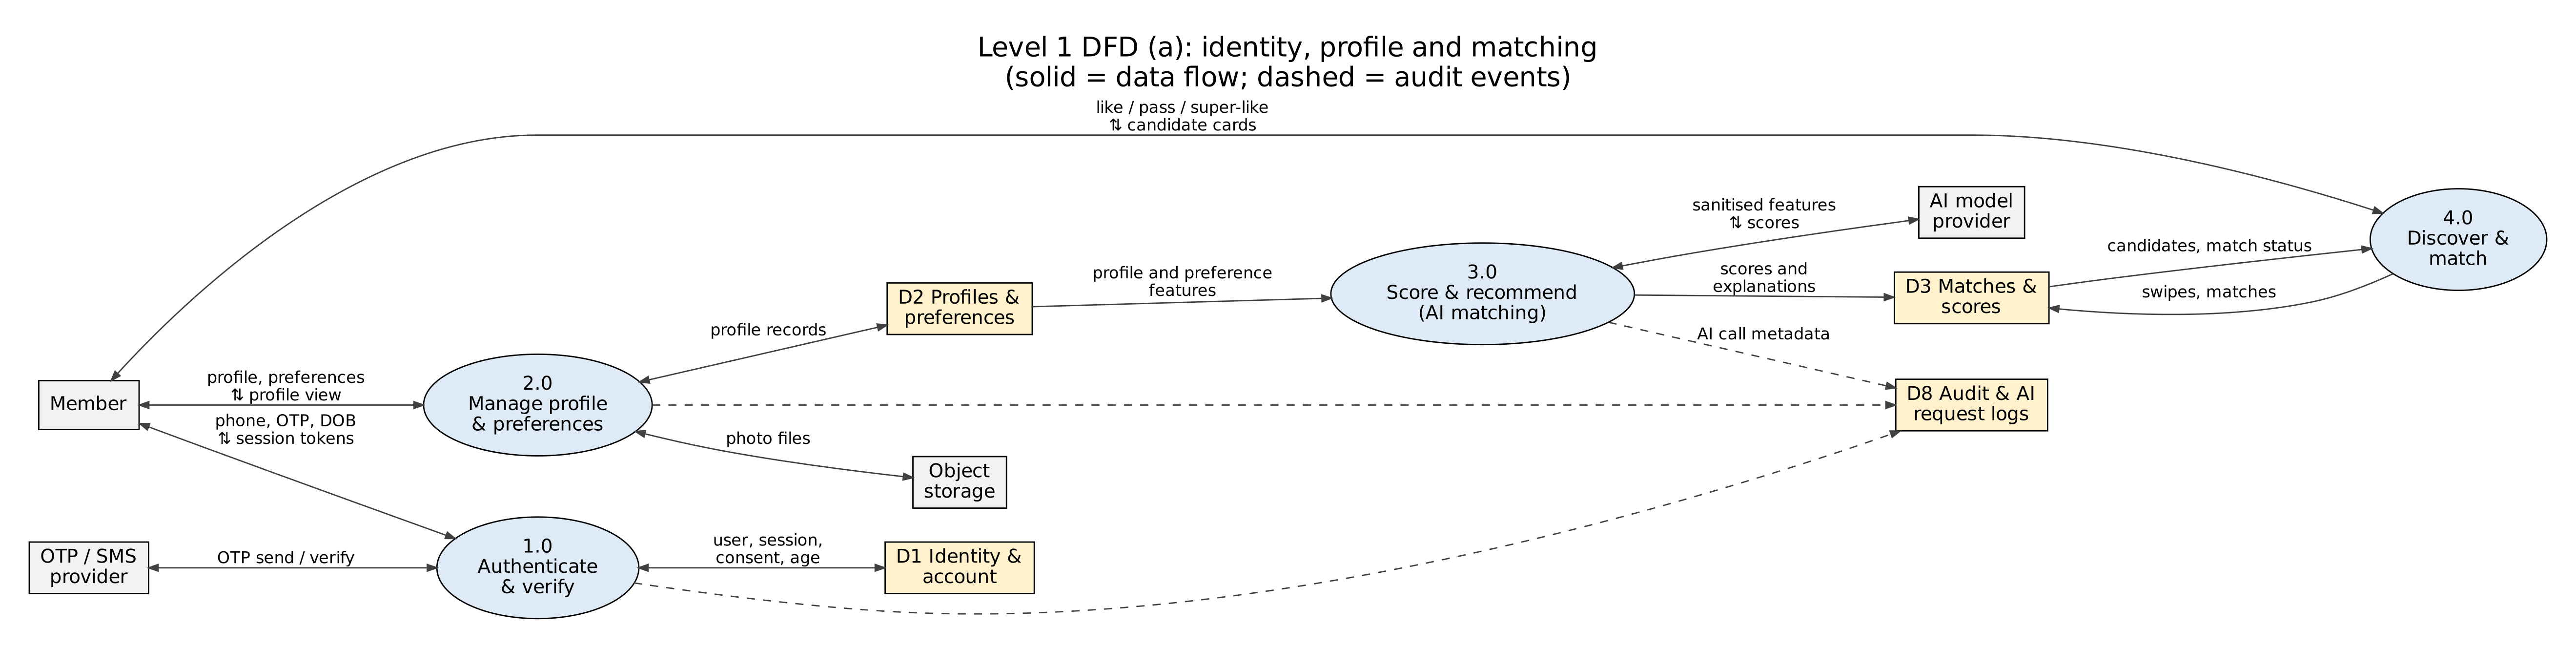 Level 1 DFD (a): identity, profile and matching
(solid = data flow; dashed = audit events)
like / pass / super-like
⇅ candidate cards
AI model
provider
sanitised features
⇅ scores
4.0
Discover &
match
candidates, match status
swipes, matches
profile and preference
features
3.0
Score & recommend
(AI matching)
scores and
explanations
D3 Matches &
scores
D2 Profiles &
preferences
profile records
AI call metadata
Member
profile, preferences
⇅ profile view
2.0
Manage profile
& preferences
D8 Audit & AI
request logs
phone, OTP, DOB
⇅ session tokens
photo files
Object
storage
OTP / SMS
provider
OTP send / verify
1.0
Authenticate
& verify
user, session,
consent, age
D1 Identity &
account